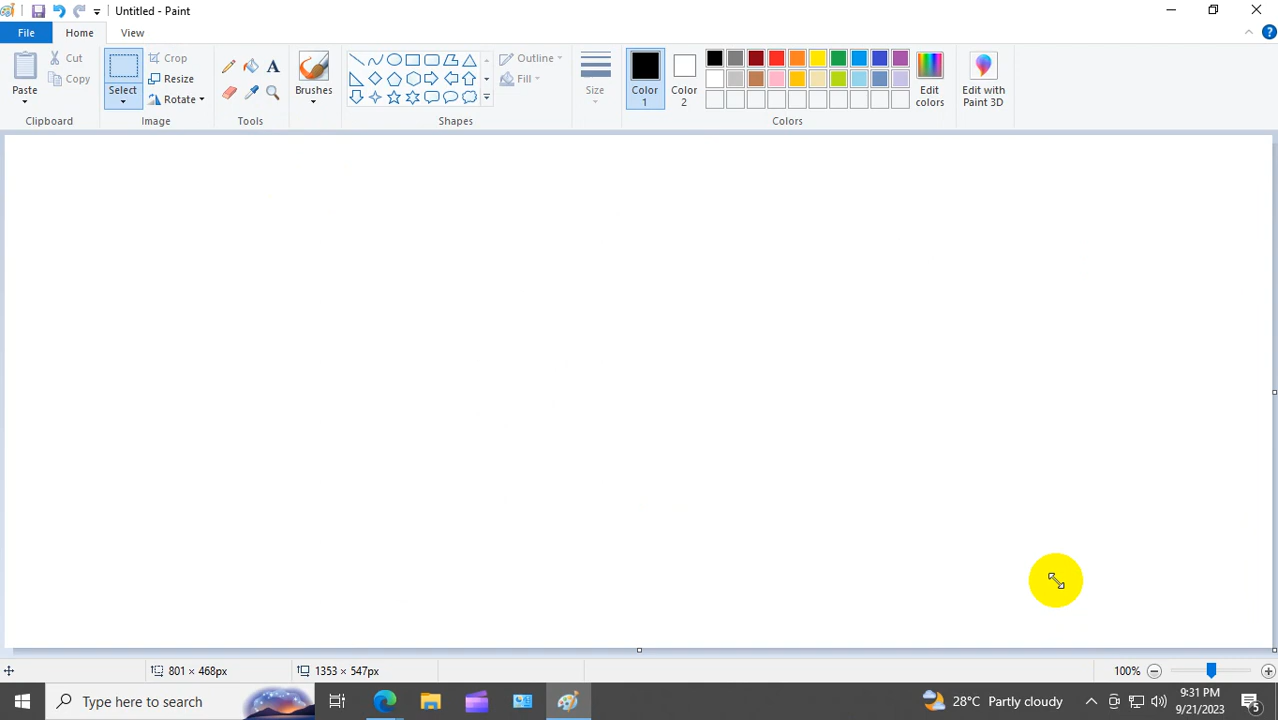 Untitled - Paint
File Home View
Paste
Cut
Copy
Clipboard
Select
Crop
Resize
Rotate
Image
A
Tools
Brushes
Outline
Fill
Shapes
Size
Color 1
Color 2
Edit colors
Colors
Edit with Paint 3D
801 × 468px
1353 × 547px
100%
Type here to search
28°C Partly cloudy
9:31 PM
9/21/2023
5